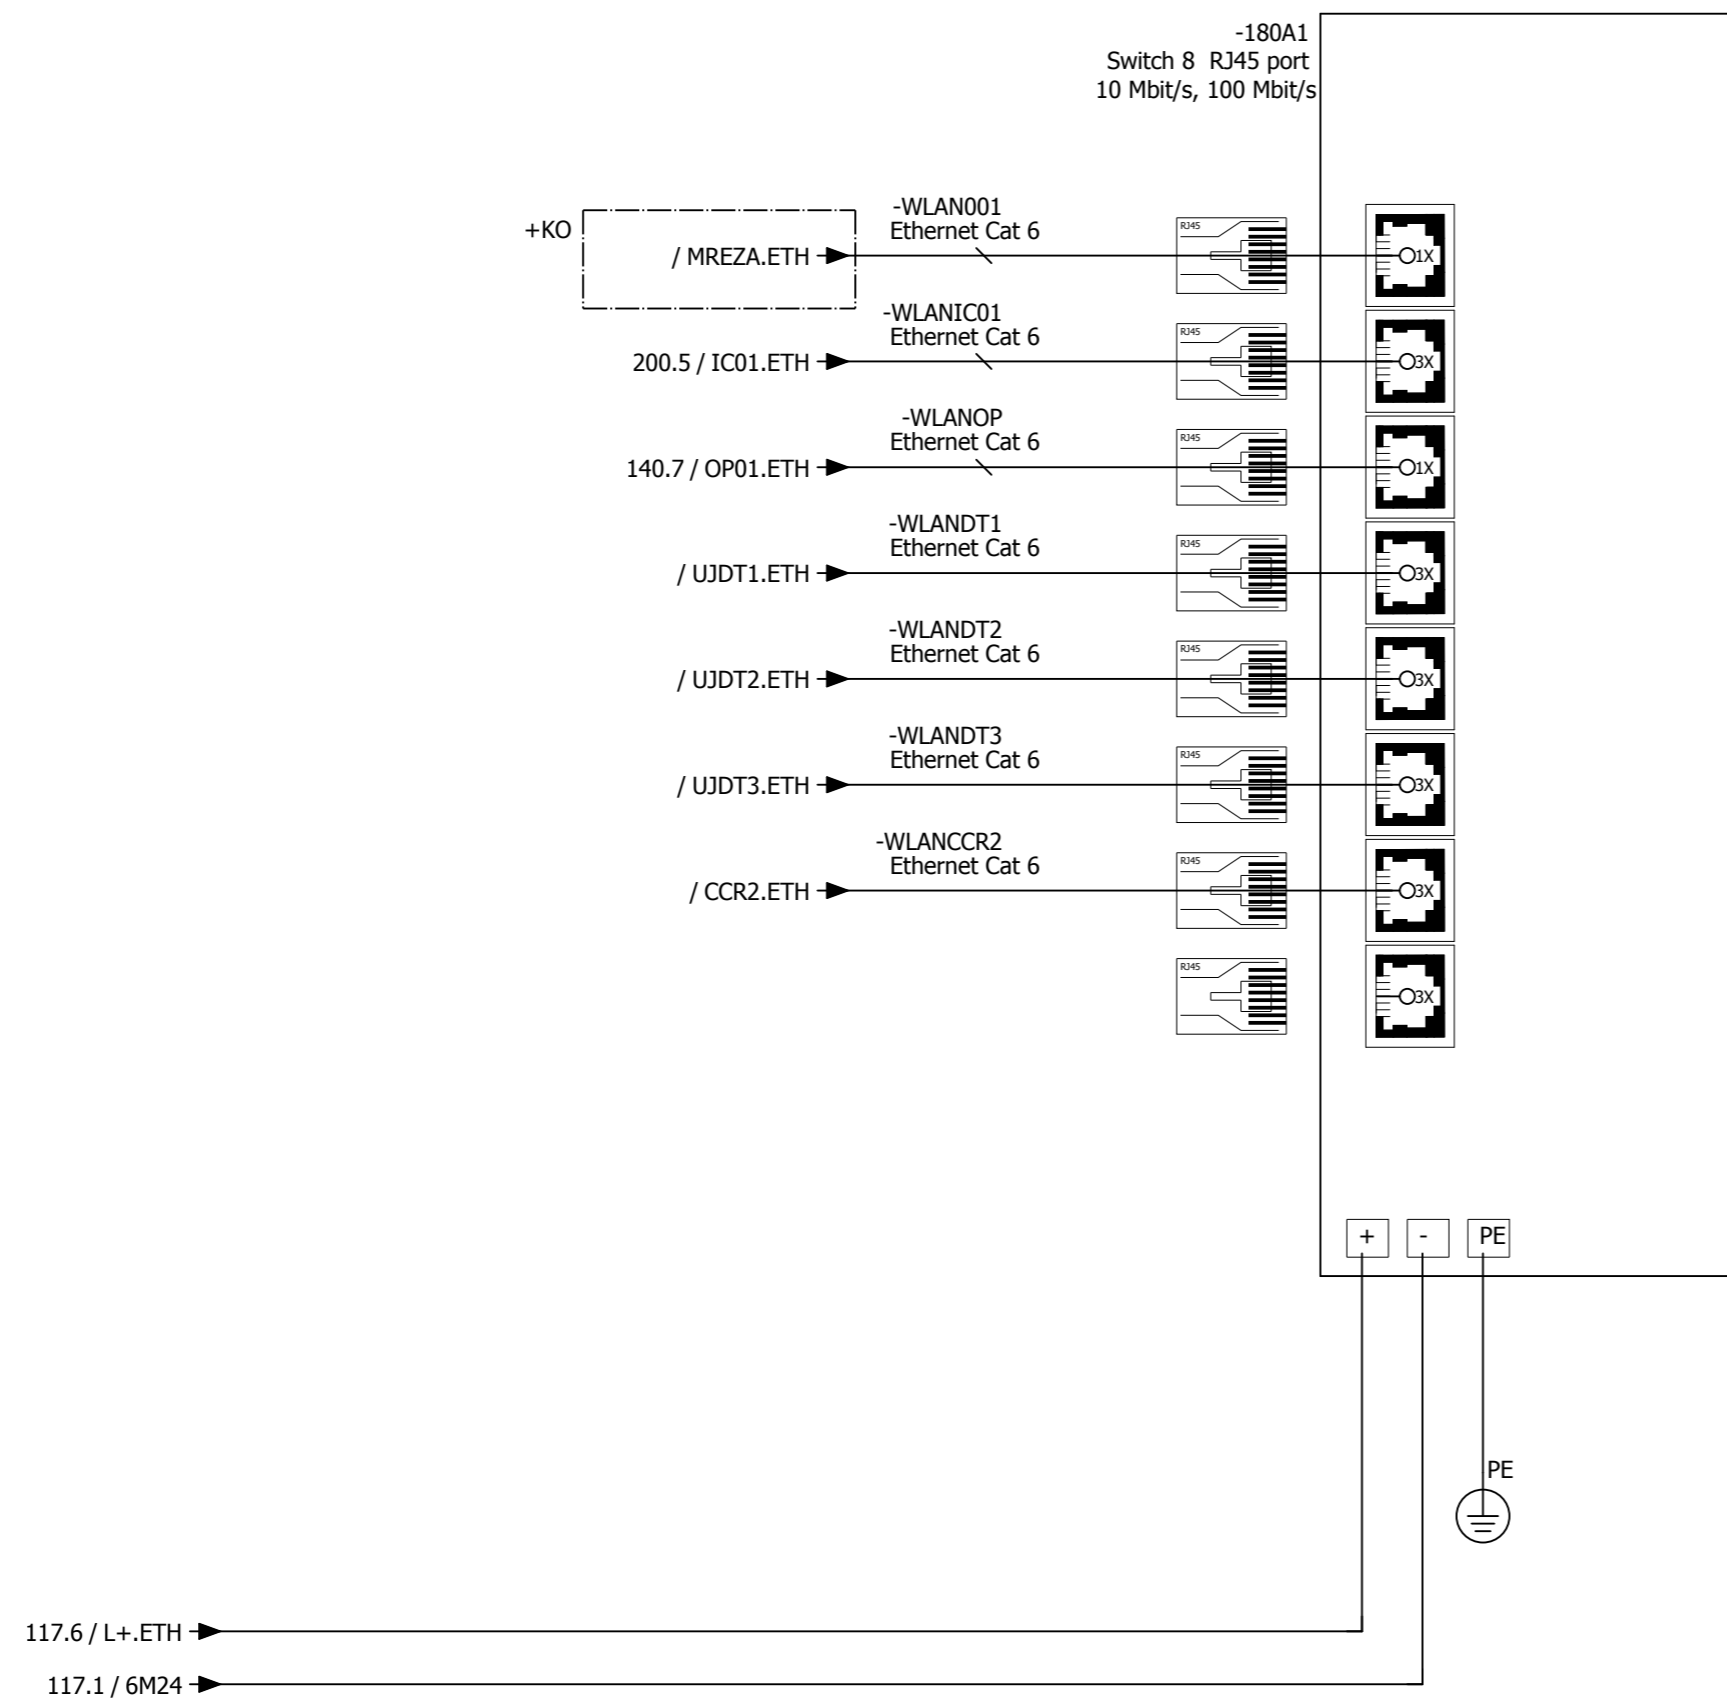 -180A1
Switch 8  RJ45 port
10 Mbit/s, 100 Mbit/s
+KO
/ MREZA.ETH
-WLAN001
Ethernet Cat 6
RJ45
1X
200.5 / IC01.ETH
-WLANIC01
Ethernet Cat 6
RJ45
3X
140.7 / OP01.ETH
-WLANOP
Ethernet Cat 6
RJ45
1X
/ UJDT1.ETH
-WLANDT1
Ethernet Cat 6
RJ45
3X
/ UJDT2.ETH
-WLANDT2
Ethernet Cat 6
RJ45
3X
/ UJDT3.ETH
-WLANDT3
Ethernet Cat 6
RJ45
3X
/ CCR2.ETH
-WLANCCR2
Ethernet Cat 6
RJ45
3X
RJ45
3X
+
-
PE
PE
117.6 / L+.ETH
117.1 / 6M24